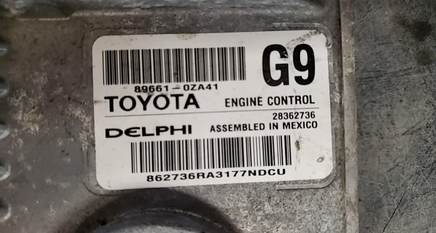 89661-0ZA41
G9
TOYOTA ENGINE CONTROL
28362736
DELPHI ASSEMBLED IN MEXICO
862736RA3177NDCU